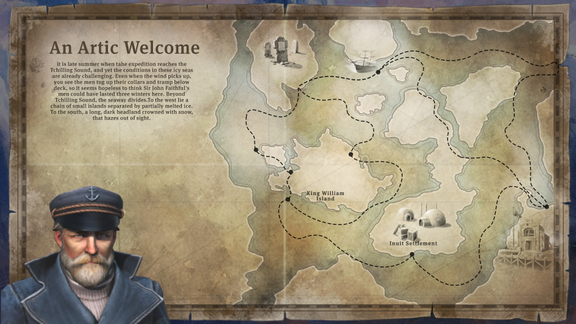 An Artic Welcome
It is late summer when tahe expedition reaches the
Tchilling Sound, and yet the conditions in these icy seas
are already challenging. Even when the wind picks up,
you see the men tug up their collars and tramp below
deck, so it seems hopeless to think Sir John Faithful's
men could have lasted three winters here. Beyond
Tchilling Sound, the seaway divides.To the west lie a
chain of small islands separated by partially melted ice.
To the south, a long, dark headland crowned with snow,
that hazes out of sight.
King William
Island
Inuit Settlement